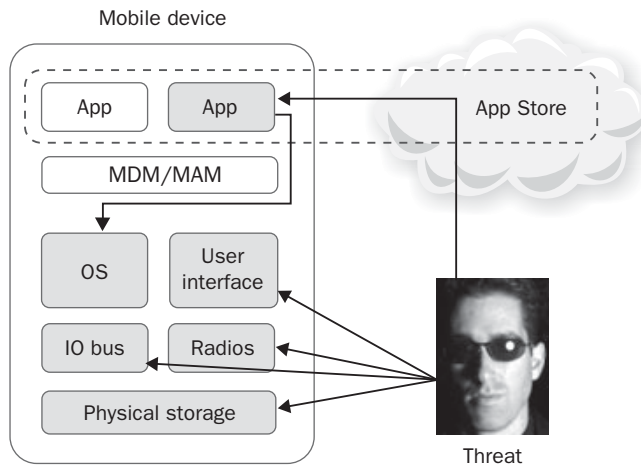 Mobile device
App
App
App Store
MDM/MAM
OS
User
interface
IO bus
Radios
Physical storage
Threat